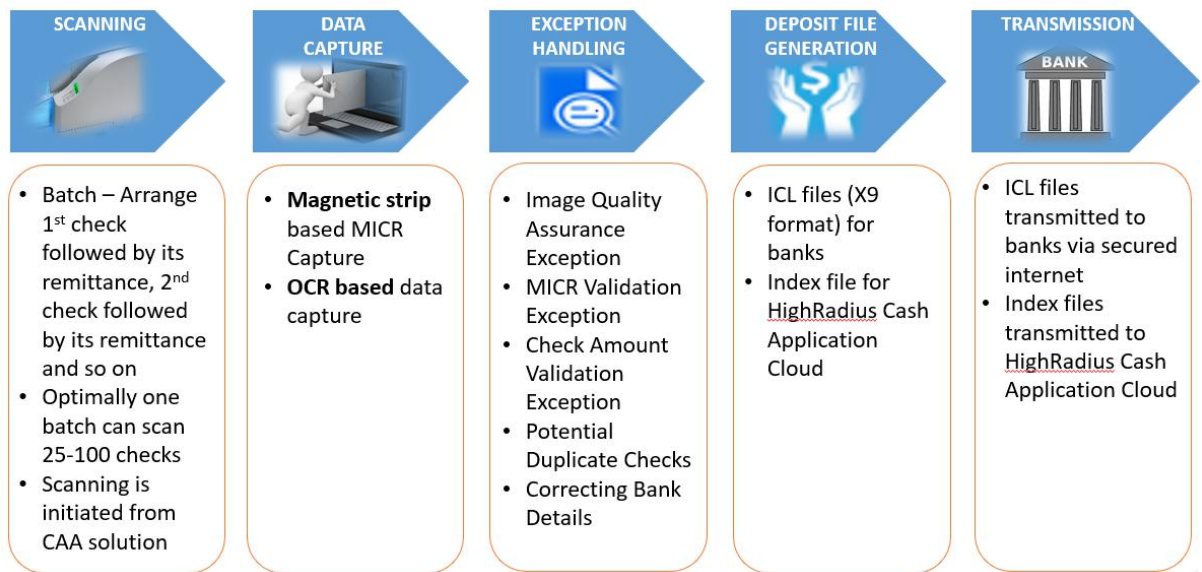 SCANNING
• Batch – Arrange
1st check
followed by its
remittance, 2nd
check followed
by its remittance
and so on
• Optimally one
batch can scan
25-100 checks
• Scanning is
initiated from
CAA solution
DATA
CAPTURE
• Magnetic strip
based MICR
Capture
• OCR based data
capture
EXCEPTION
HANDLING
• Image Quality
Assurance
Exception
• MICR Validation
Exception
• Check Amount
Validation
Exception
• Potential
Duplicate Checks
• Correcting Bank
Details
DEPOSIT FILE
GENERATION
$
• ICL files (X9
format) for
banks
• Index file for
HighRadius Cash
Application
Cloud
TRANSMISSION
BANK
• ICL files
transmitted to
banks via secured
internet
• Index files
transmitted to
HighRadius Cash
Application Cloud